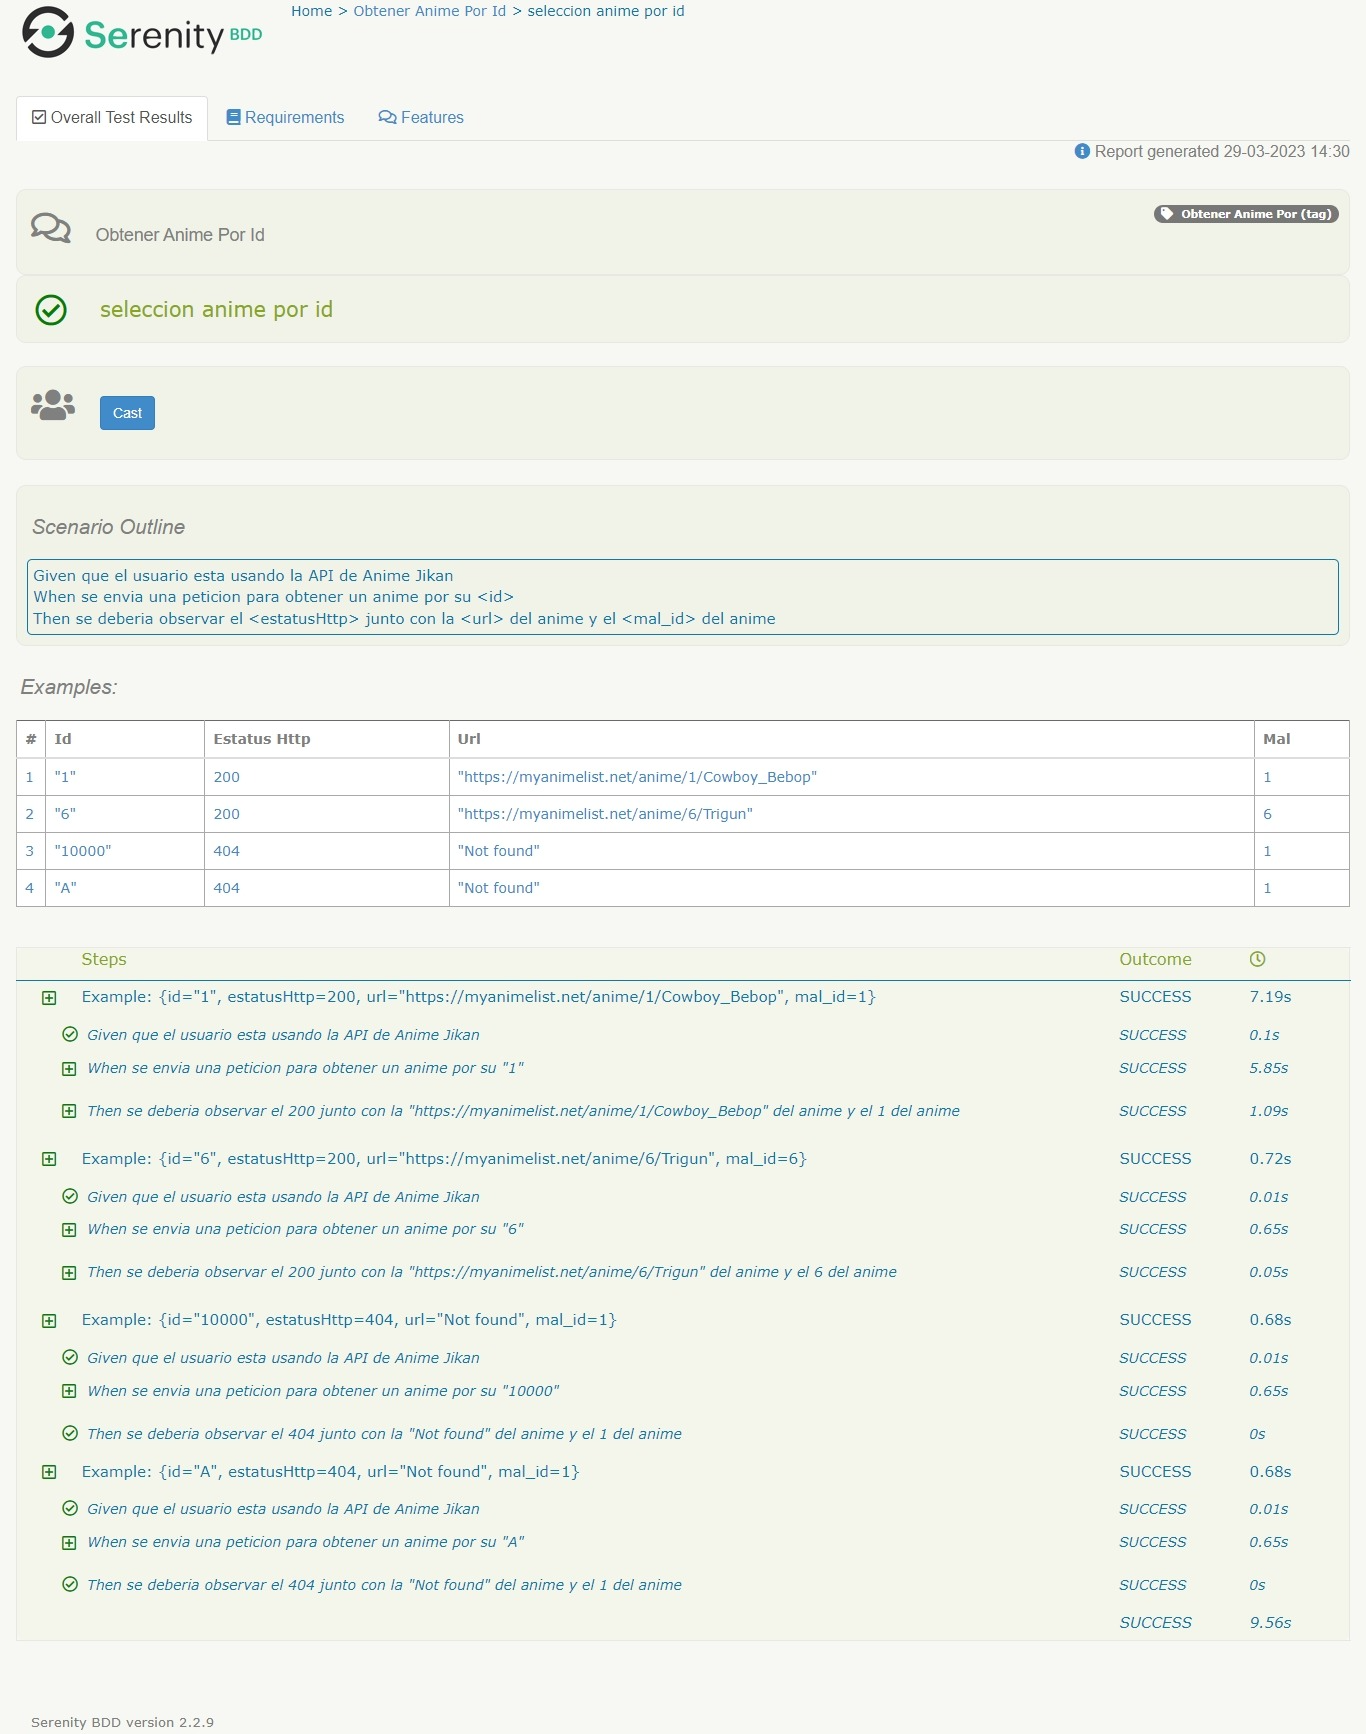 Serenity BDD
Home > Obtener Anime Por Id > seleccion anime por id
Overall Test Results
Requirements
Features
Report generated 29-03-2023 14:30
Obtener Anime Por Id
Obtener Anime Por (tag)
seleccion anime por id
Cast
Scenario Outline
Given que el usuario esta usando la API de Anime Jikan
When se envia una peticion para obtener un anime por su <id>
Then se deberia observar el <estatusHttp> junto con la <url> del anime y el <mal_id> del anime
Examples:
# Id Estatus Http Url Mal
1 "1" 200 "https://myanimelist.net/anime/1/Cowboy_Bebop" 1
2 "6" 200 "https://myanimelist.net/anime/6/Trigun" 6
3 "10000" 404 "Not found" 1
4 "A" 404 "Not found" 1
Steps Outcome
Example: {id="1", estatusHttp=200, url="https://myanimelist.net/anime/1/Cowboy_Bebop", mal_id=1} SUCCESS 7.19s
Given que el usuario esta usando la API de Anime Jikan SUCCESS 0.1s
When se envia una peticion para obtener un anime por su "1" SUCCESS 5.85s
Then se deberia observar el 200 junto con la "https://myanimelist.net/anime/1/Cowboy_Bebop" del anime y el 1 del anime SUCCESS 1.09s
Example: {id="6", estatusHttp=200, url="https://myanimelist.net/anime/6/Trigun", mal_id=6} SUCCESS 0.72s
Given que el usuario esta usando la API de Anime Jikan SUCCESS 0.01s
When se envia una peticion para obtener un anime por su "6" SUCCESS 0.65s
Then se deberia observar el 200 junto con la "https://myanimelist.net/anime/6/Trigun" del anime y el 6 del anime SUCCESS 0.05s
Example: {id="10000", estatusHttp=404, url="Not found", mal_id=1} SUCCESS 0.68s
Given que el usuario esta usando la API de Anime Jikan SUCCESS 0.01s
When se envia una peticion para obtener un anime por su "10000" SUCCESS 0.65s
Then se deberia observar el 404 junto con la "Not found" del anime y el 1 del anime SUCCESS 0s
Example: {id="A", estatusHttp=404, url="Not found", mal_id=1} SUCCESS 0.68s
Given que el usuario esta usando la API de Anime Jikan SUCCESS 0.01s
When se envia una peticion para obtener un anime por su "A" SUCCESS 0.65s
Then se deberia observar el 404 junto con la "Not found" del anime y el 1 del anime SUCCESS 0s
SUCCESS 9.56s
Serenity BDD version 2.2.9